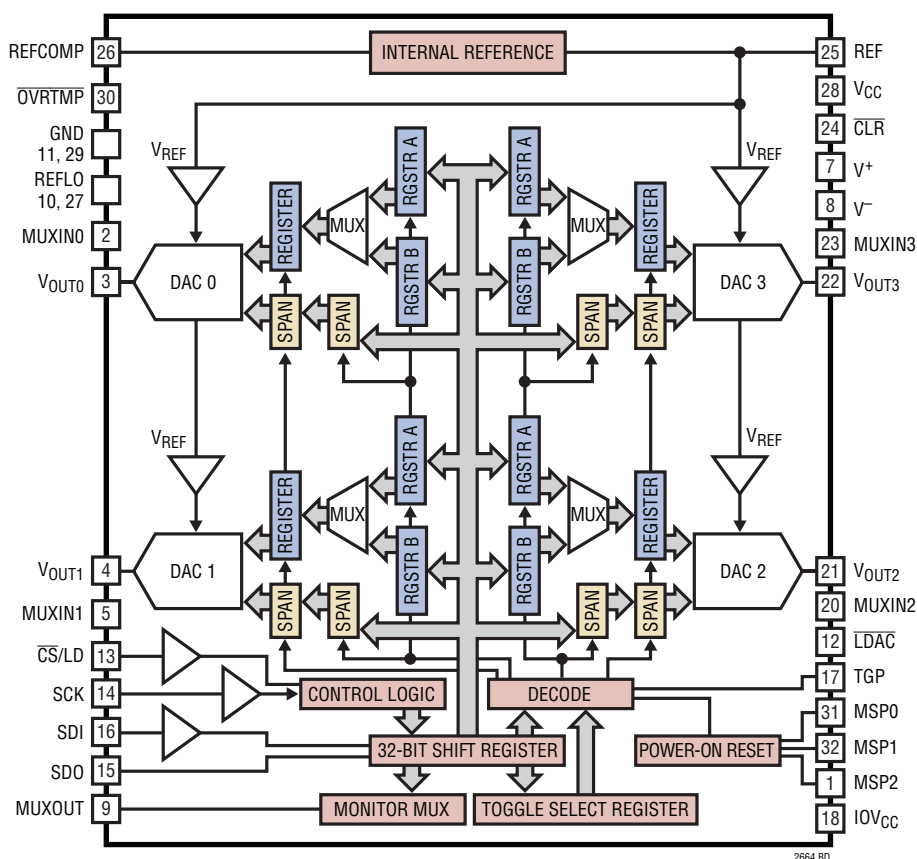 REFCOMP 26
INTERNAL REFERENCE
25 REF
OVRTMP 30
28 VCC
GND
11, 29
24 CLR
REFLO
10, 27
7 V+
8 V–
MUXIN0 2
23 MUXIN3
VOUT0 3
22 VOUT3
VREF
VREF
DAC 0
REGISTER
MUX
RGSTR A
RGSTR B
SPAN
SPAN
RGSTR A
RGSTR B
MUX
REGISTER
SPAN
SPAN
DAC 3
VREF
VREF
DAC 1
REGISTER
MUX
RGSTR A
RGSTR B
SPAN
SPAN
RGSTR A
RGSTR B
MUX
REGISTER
SPAN
SPAN
DAC 2
VOUT1 4
21 VOUT2
MUXIN1 5
20 MUXIN2
CS/LD 13
12 LDAC
SCK 14
CONTROL LOGIC
DECODE
17 TGP
SDI 16
31 MSP0
32-BIT SHIFT REGISTER
POWER-ON RESET
32 MSP1
SDO 15
1 MSP2
MUXOUT 9
MONITOR MUX
TOGGLE SELECT REGISTER
18 IOVCC
2664 BD